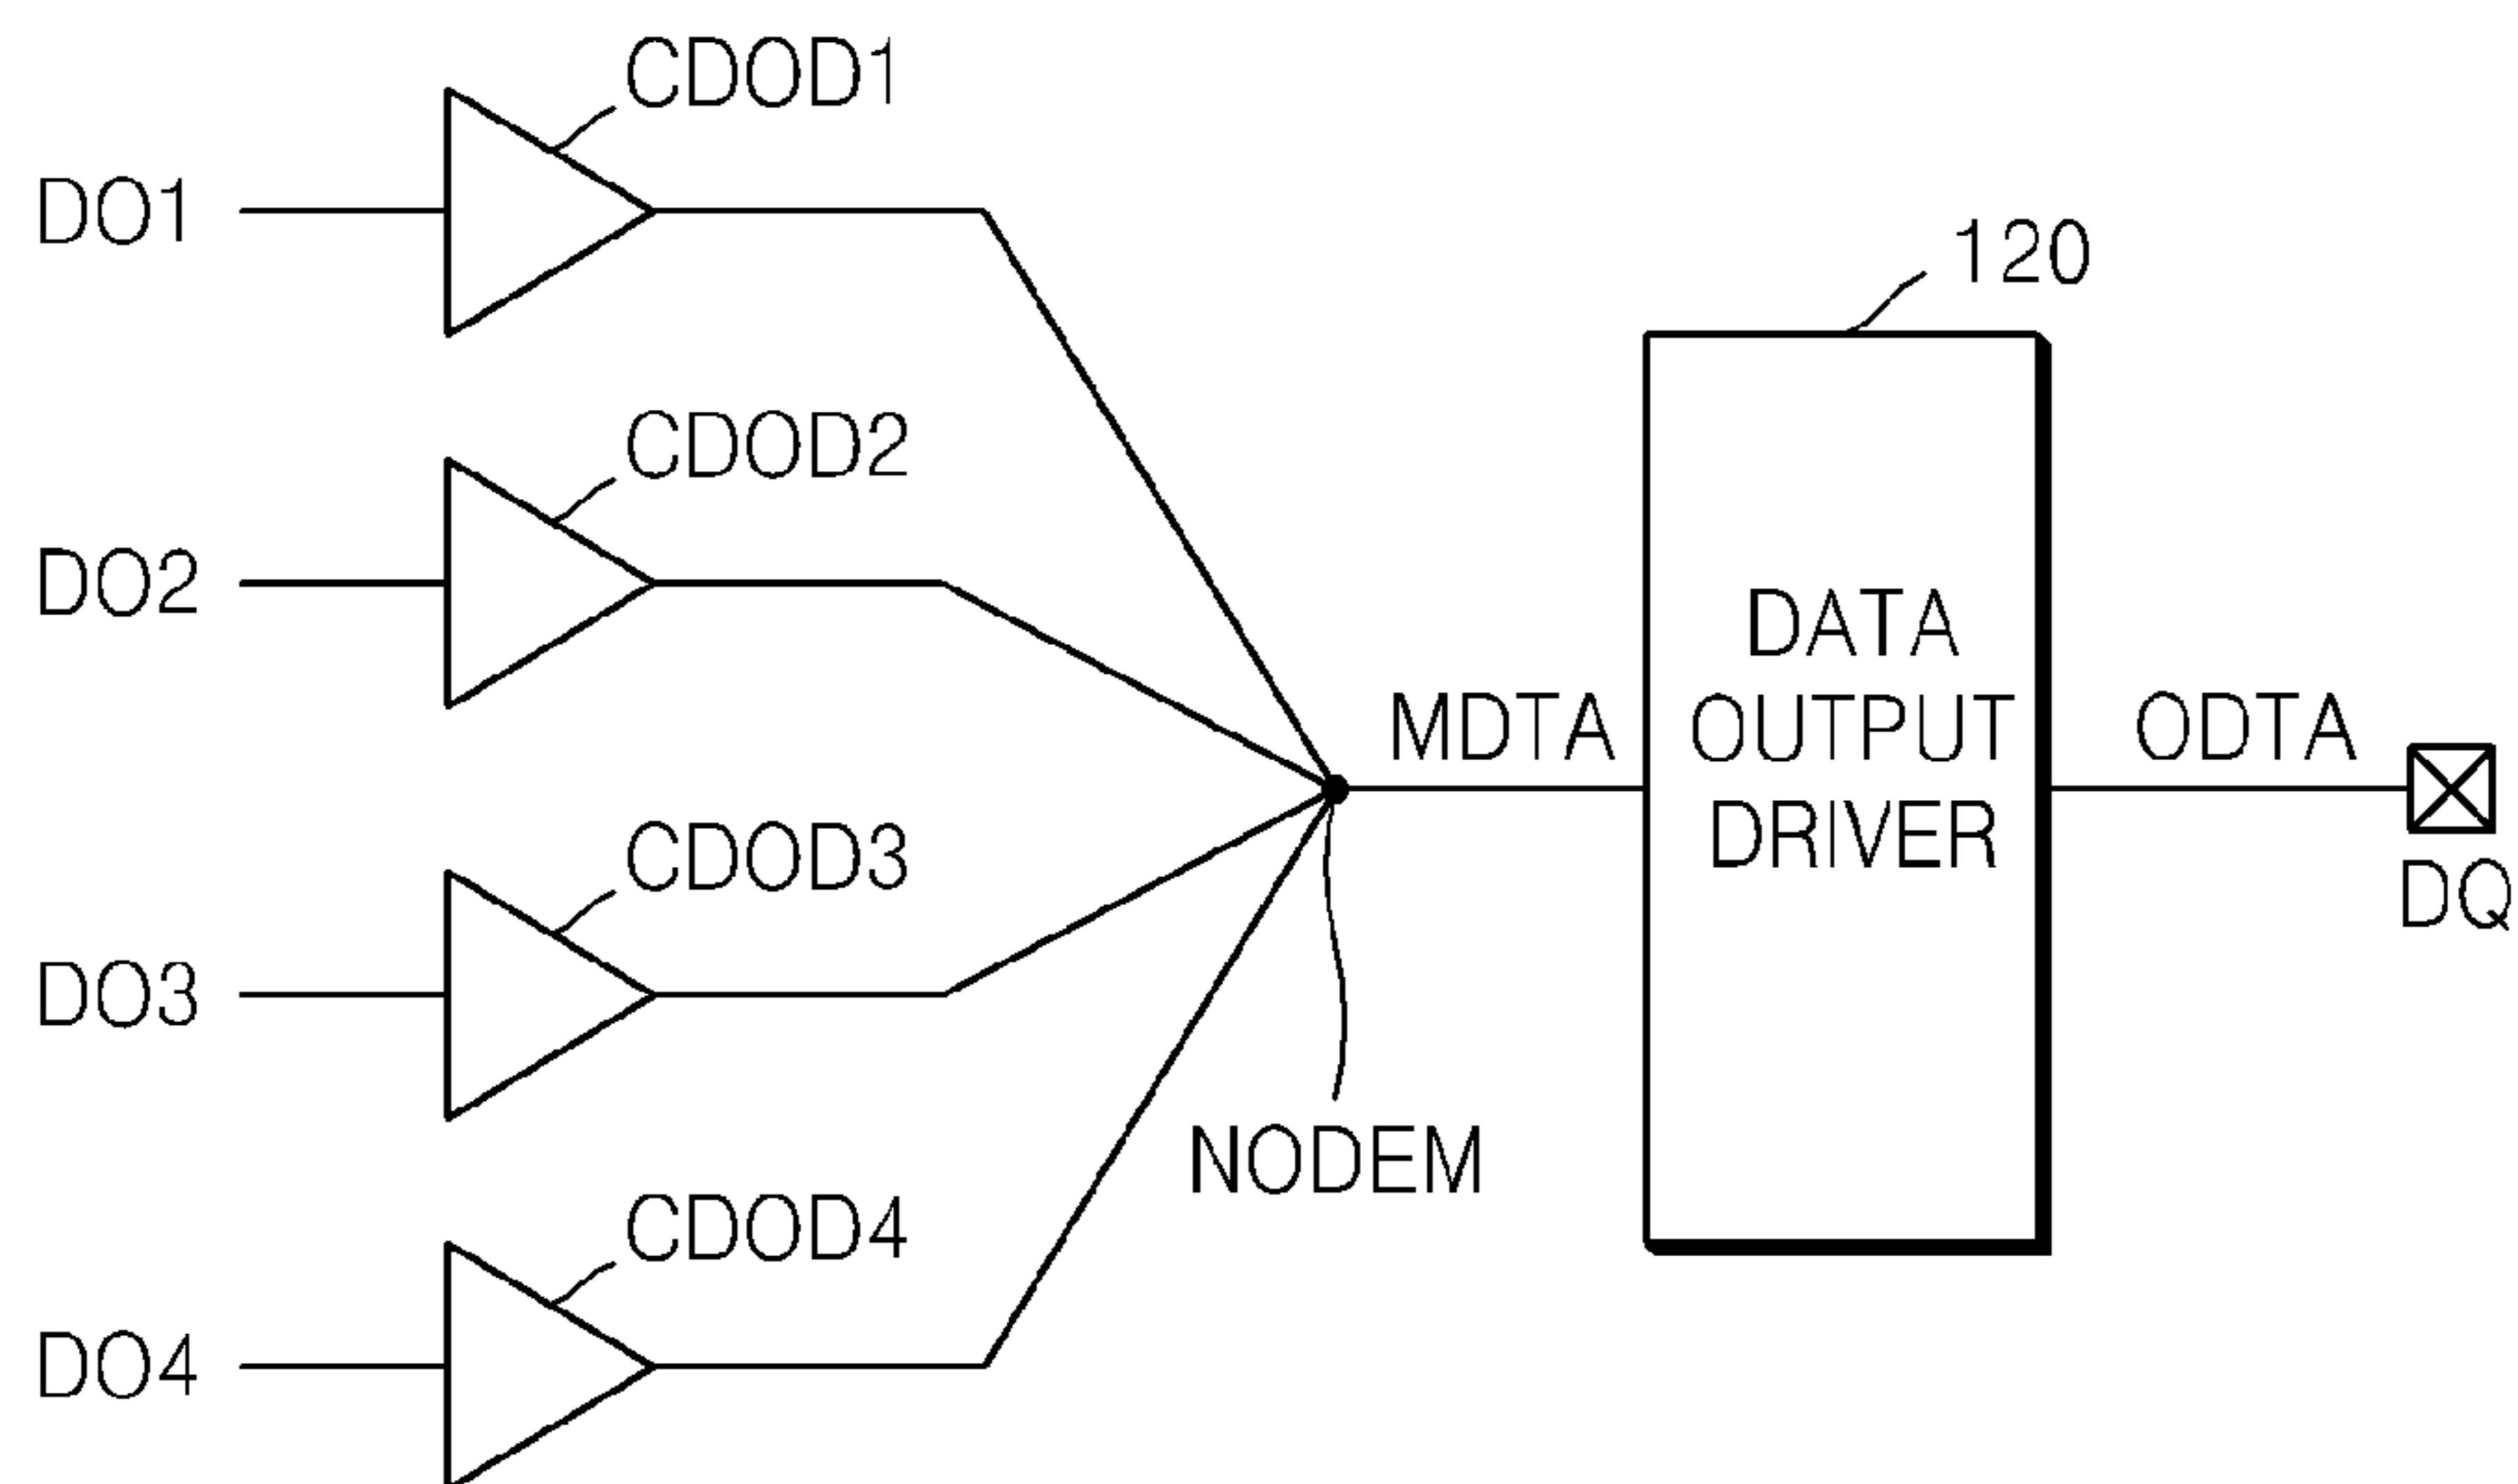 CDOD1
DO1
120
CDOD2
DO2
DATA
OUTPUT
DRIVER
MDTA
ODTA
DQ
CDOD3
DO3
NODEM
CDOD4
DO4